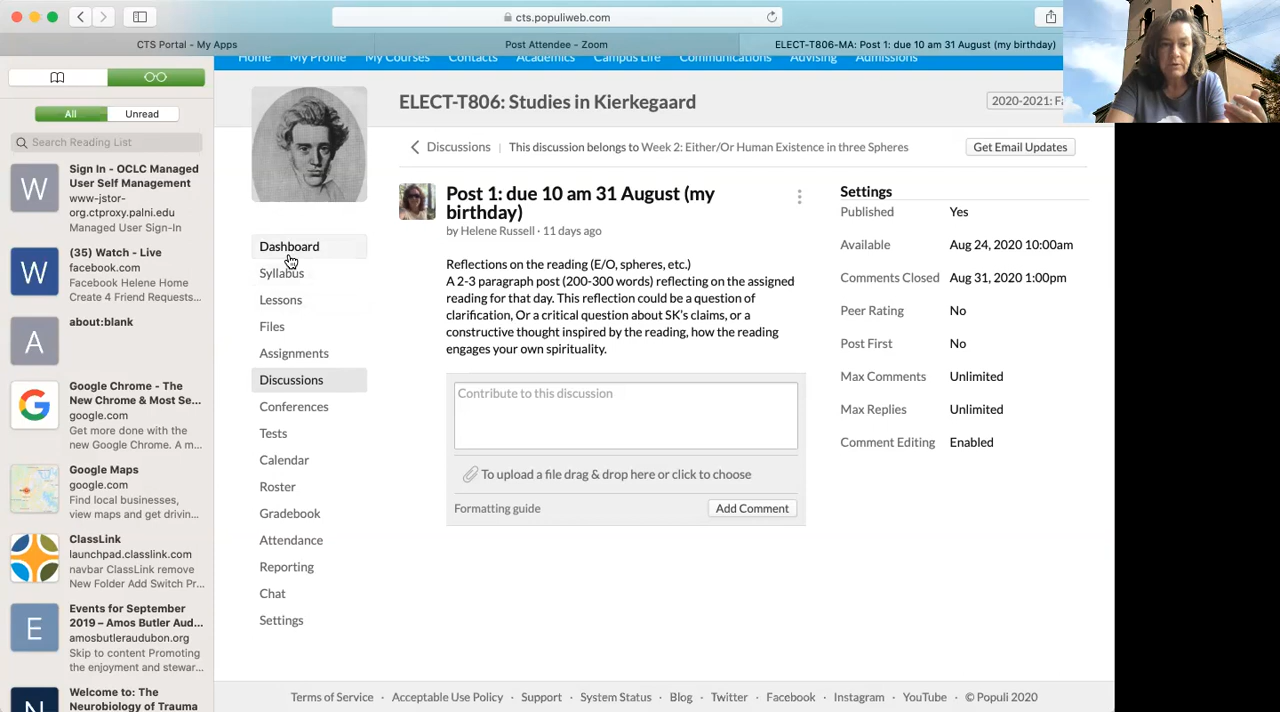 cts.populiweb.com
CTS Portal - My Apps
Post Attendee - Zoom
ELECT-T806-MA: Post 1: due 10 am 31 August (my birthday)
Home
My Profile
My Courses
Contacts
Academics
Campus Life
Communications
Advising
Admissions
All
Unread
Search Reading List
W
Sign In - OCLC Managed
User Self Management
www-jstor-
org.ctproxy.palni.edu
Managed User Sign-In
W
(35) Watch - Live
facebook.com
Facebook Helene Home
Create 4 Friend Requests...
A
about:blank
Google Chrome - The
New Chrome & Most Se...
google.com
Get more done with the
new Google Chrome. A m...
Google Maps
google.com
Find local businesses,
view maps and get drivin...
ClassLink
launchpad.classlink.com
navbar ClassLink remove
New Folder Add Switch Pr...
E
Events for September
2019 – Amos Butler Aud...
amosbutleraudubon.org
Skip to content Promoting
the enjoyment and stewar...
N
Welcome to: The
Neurobiology of Trauma
ELECT-T806: Studies in Kierkegaard
2020-2021:
Discussions
This discussion belongs to Week 2: Either/Or Human Existence in three Spheres
Get Email Updates
Dashboard
Syllabus
Lessons
Files
Assignments
Discussions
Conferences
Tests
Calendar
Roster
Gradebook
Attendance
Reporting
Chat
Settings
Post 1: due 10 am 31 August (my
birthday)
by Helene Russell · 11 days ago
Reflections on the reading (E/O, spheres, etc.)
A 2-3 paragraph post (200-300 words) reflecting on the assigned
reading for that day. This reflection could be a question of
clarification, Or a critical question about SK's claims, or a
constructive thought inspired by the reading, how the reading
engages your own spirituality.
Contribute to this discussion
To upload a file drag & drop here or click to choose
Formatting guide
Add Comment
Settings
Published Yes
Available Aug 24, 2020 10:00am
Comments Closed Aug 31, 2020 1:00pm
Peer Rating No
Post First No
Max Comments Unlimited
Max Replies Unlimited
Comment Editing Enabled
Terms of Service · Acceptable Use Policy · Support · System Status · Blog · Twitter · Facebook · Instagram · YouTube · © Populi 2020